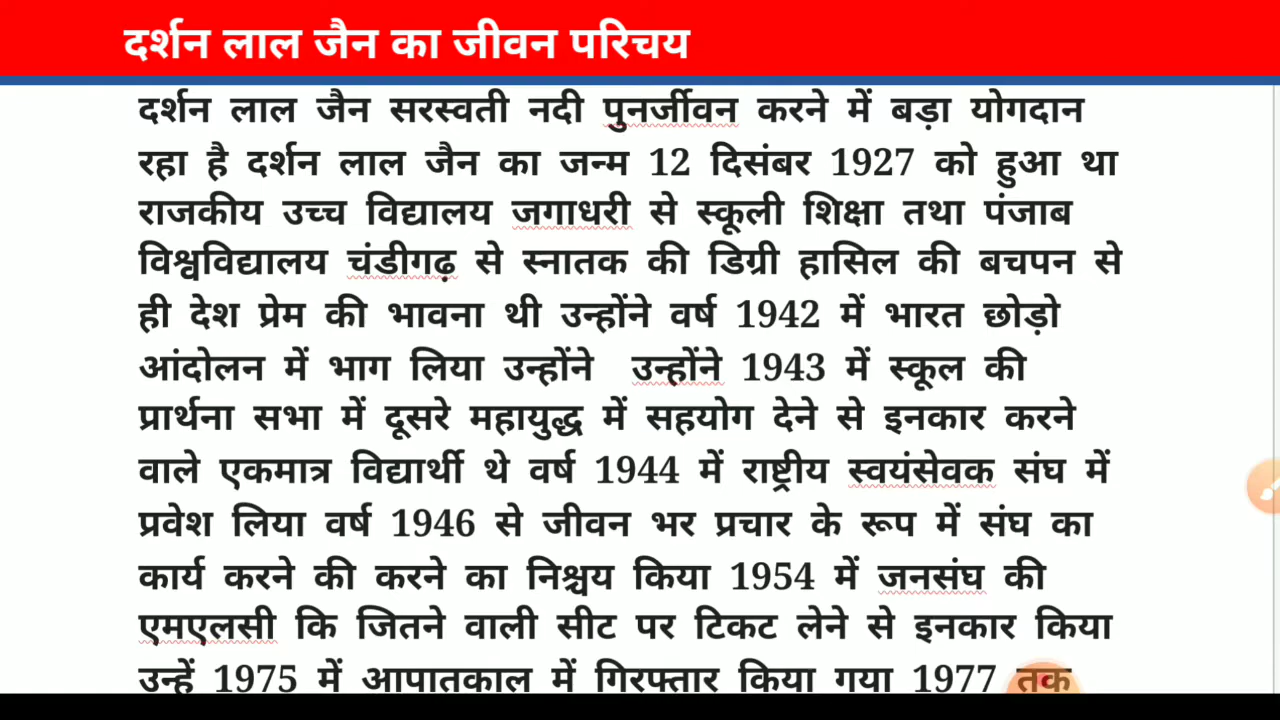 दर्शन लाल जैन का जीवन परिचय
दर्शन लाल जैन सरस्वती नदी पुनर्जीवन करने में बड़ा योगदान
रहा है दर्शन लाल जैन का जन्म 12 दिसंबर 1927 को हुआ था
राजकीय उच्च विद्यालय जगाधरी से स्कूली शिक्षा तथा पंजाब
विश्वविद्यालय चंडीगढ़ से स्नातक की डिग्री हासिल की बचपन से
ही देश प्रेम की भावना थी उन्होंने वर्ष 1942 में भारत छोड़ो
आंदोलन में भाग लिया उन्होंने उन्होंने 1943 में स्कूल की
प्रार्थना सभा में दूसरे महायुद्ध में सहयोग देने से इनकार करने
वाले एकमात्र विद्यार्थी थे वर्ष 1944 में राष्ट्रीय स्वयंसेवक संघ में
प्रवेश लिया वर्ष 1946 से जीवन भर प्रचार के रूप में संघ का
कार्य करने की करने का निश्चय किया 1954 में जनसंघ की
एमएलसी कि जितने वाली सीट पर टिकट लेने से इनकार किया
उन्हें 1975 में आपातकाल में गिरफ्तार किया गया 1977 तक